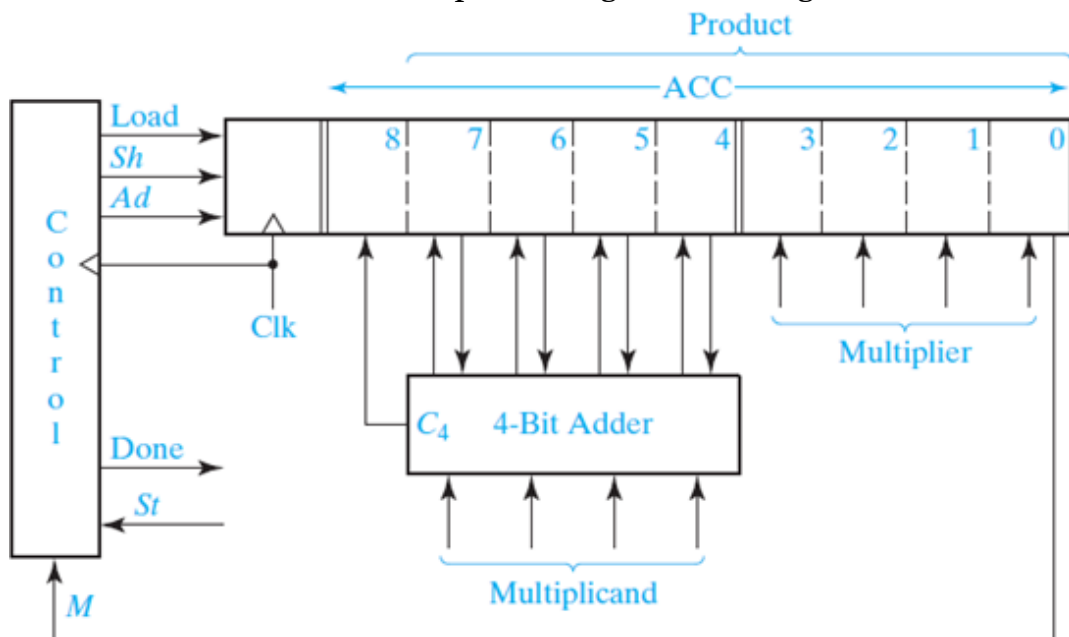 Product
ACC
Load
Sh
Ad
8 7 6 5 4 3 2 1 0
Control
Clk
Multiplier
C4 4-Bit Adder
Done
St
Multiplicand
M